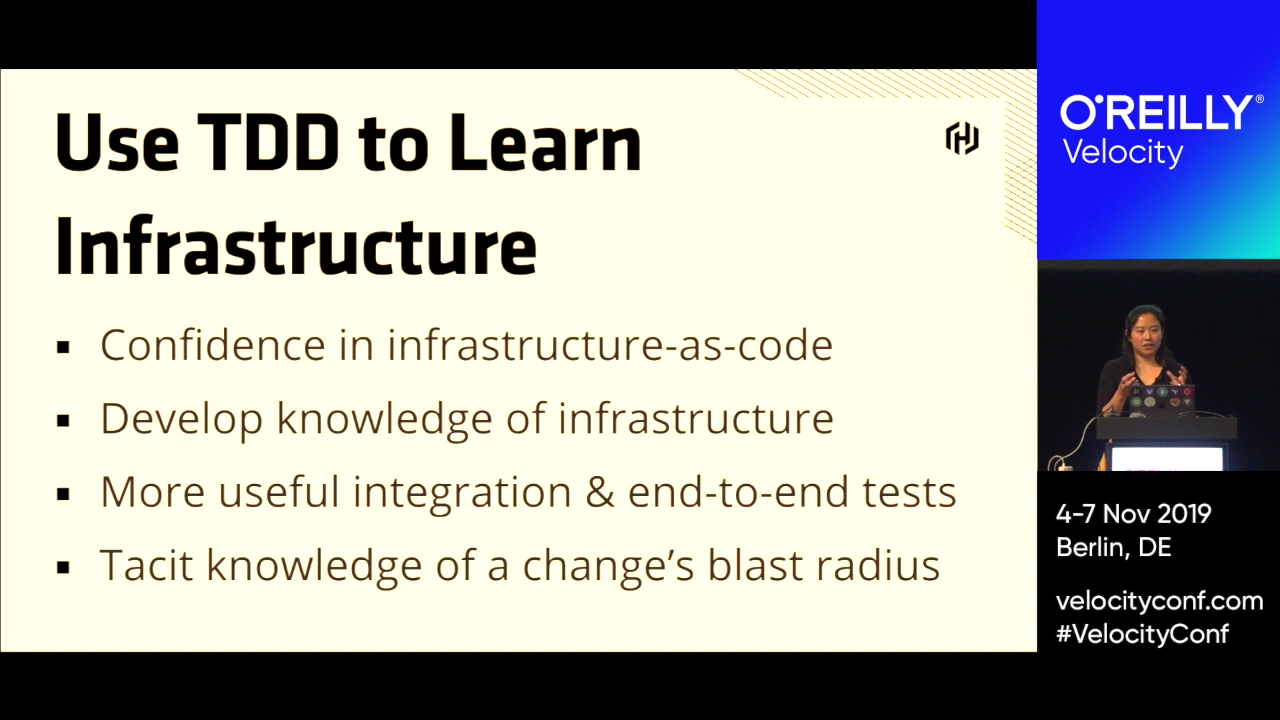 Use TDD to Learn
Infrastructure
▪ Confidence in infrastructure-as-code
▪ Develop knowledge of infrastructure
▪ More useful integration & end-to-end tests
▪ Tacit knowledge of a change’s blast radius
O'REILLY®
Velocity
4-7 Nov 2019
Berlin, DE
velocityconf.com
#VelocityConf